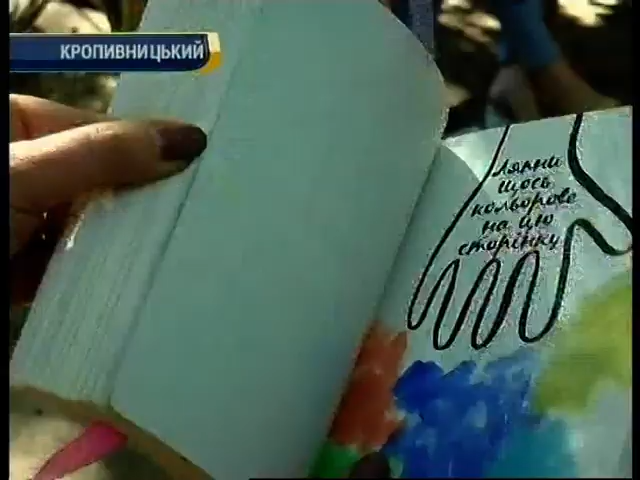 КРОПИВНИЦЬКИЙ
Ляпни
щось
кольорове
на цю
сторінку